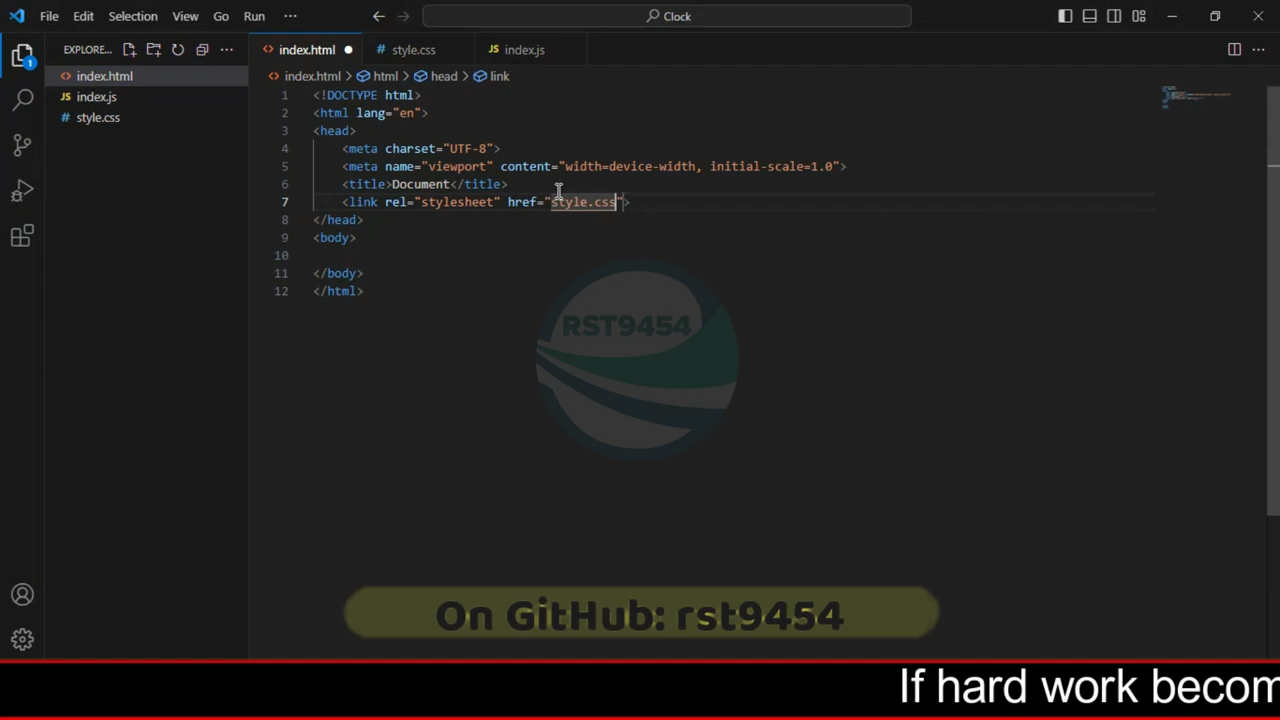 File Edit Selection View Go Run ··· Clock
EXPLORE... ··· index.html style.css index.js ···
index.html
index.js
style.css
index.html > html > head > link
1 <!DOCTYPE html>
2 <html lang="en">
3 <head>
4 <meta charset="UTF-8">
5 <meta name="viewport" content="width=device-width, initial-scale=1.0">
6 <title>Document</title>
7 <link rel="stylesheet" href="style.css">
8 </head>
9 <body>
10
11 </body>
12 </html>
RST9454
On GitHub: rst9454
If hard work becom
1